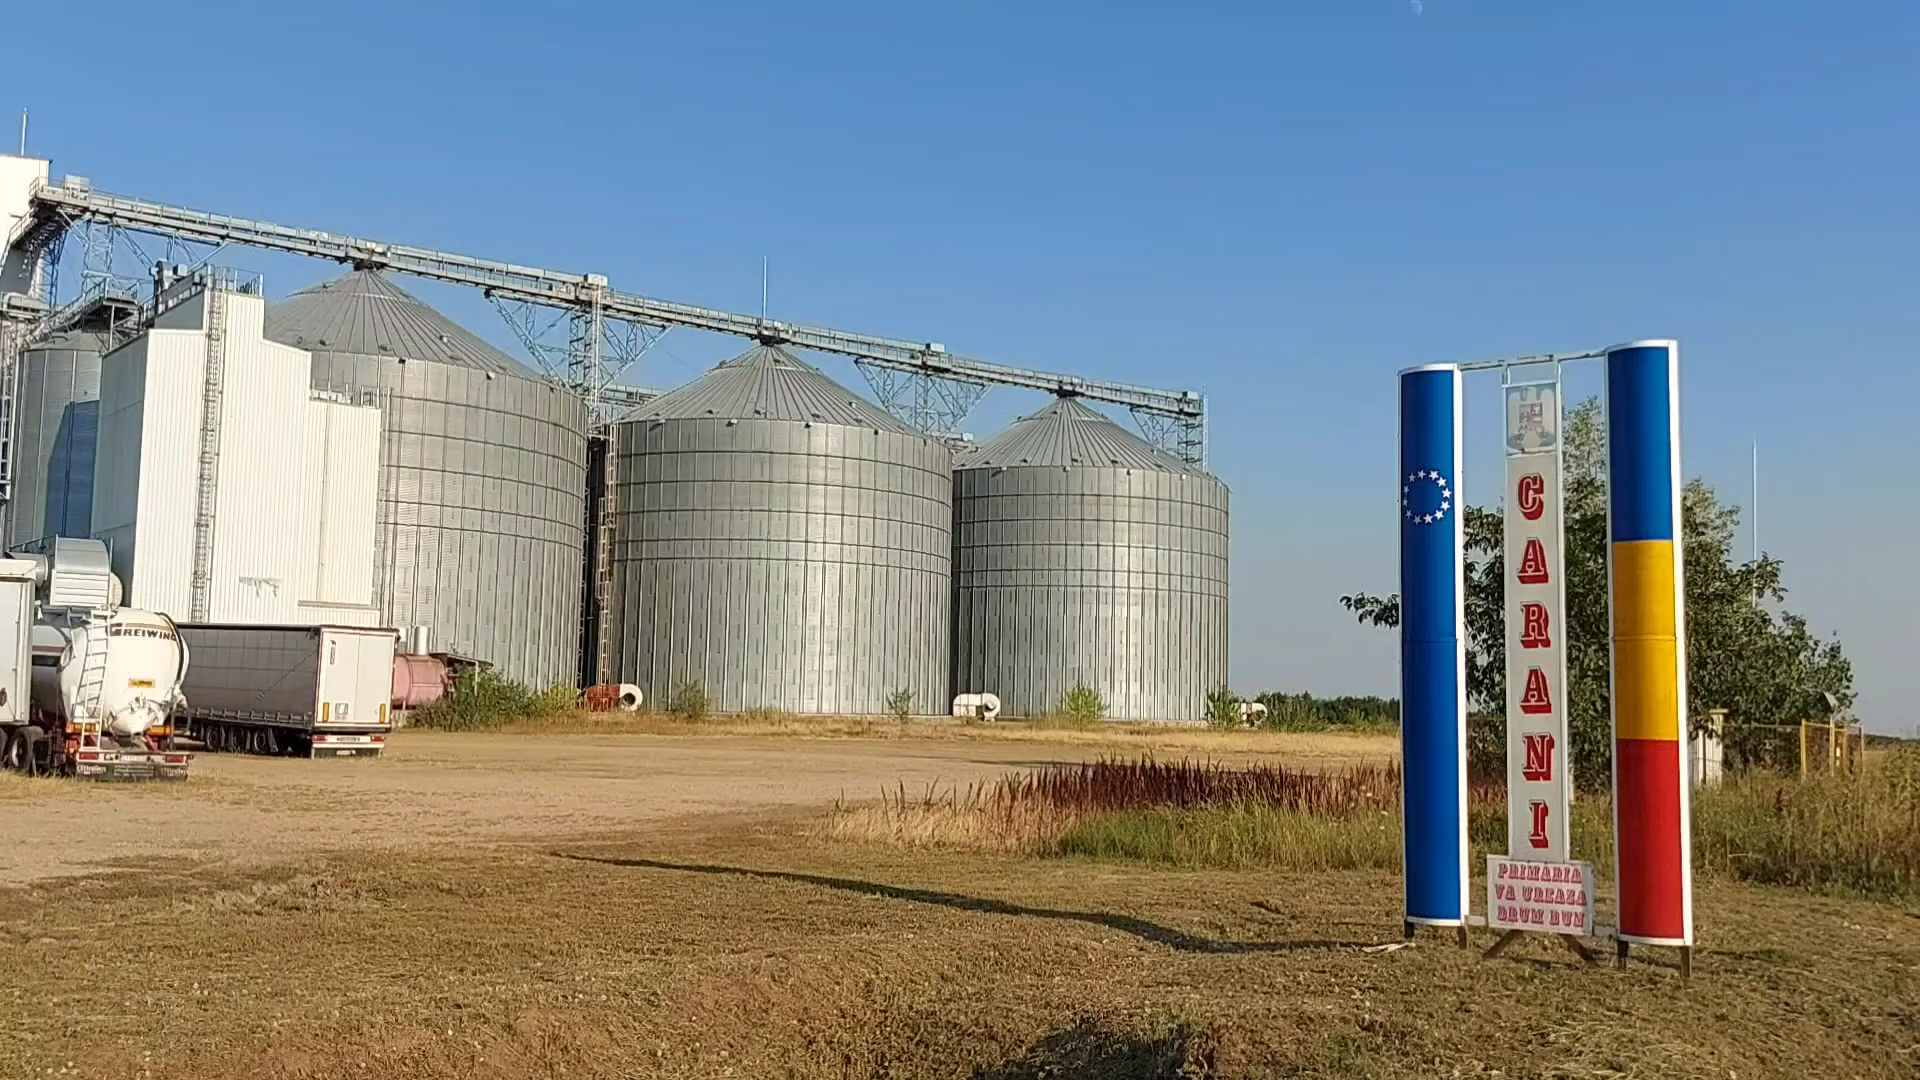 REIWING
CARANI
PRIMARIA
VA UREAZA
DRUM BUN